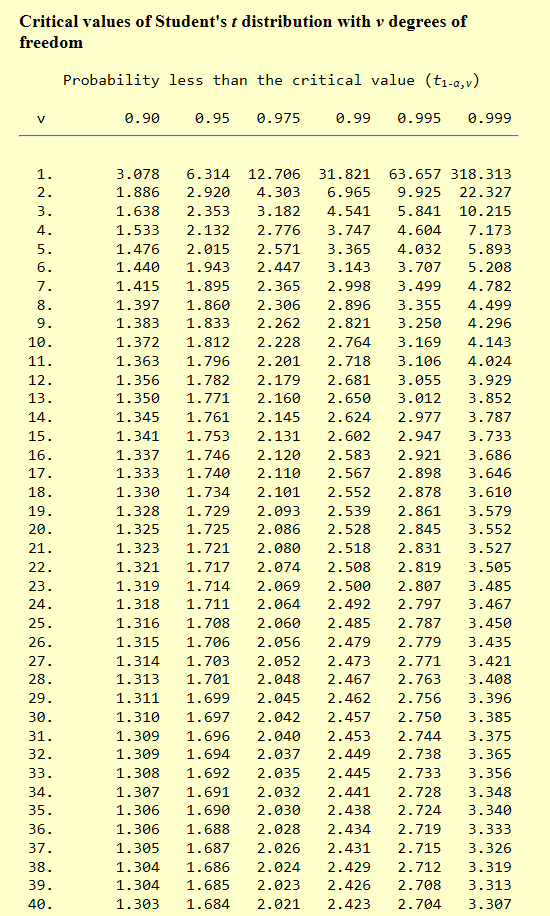 Critical values of Student's t distribution with ν degrees of
freedom
Probability less than the critical value (t1-α,ν)
ν 0.90 0.95 0.975 0.99 0.995 0.999
1. 3.078 6.314 12.706 31.821 63.657 318.313
2. 1.886 2.920 4.303 6.965 9.925 22.327
3. 1.638 2.353 3.182 4.541 5.841 10.215
4. 1.533 2.132 2.776 3.747 4.604 7.173
5. 1.476 2.015 2.571 3.365 4.032 5.893
6. 1.440 1.943 2.447 3.143 3.707 5.208
7. 1.415 1.895 2.365 2.998 3.499 4.782
8. 1.397 1.860 2.306 2.896 3.355 4.499
9. 1.383 1.833 2.262 2.821 3.250 4.296
10. 1.372 1.812 2.228 2.764 3.169 4.143
11. 1.363 1.796 2.201 2.718 3.106 4.024
12. 1.356 1.782 2.179 2.681 3.055 3.929
13. 1.350 1.771 2.160 2.650 3.012 3.852
14. 1.345 1.761 2.145 2.624 2.977 3.787
15. 1.341 1.753 2.131 2.602 2.947 3.733
16. 1.337 1.746 2.120 2.583 2.921 3.686
17. 1.333 1.740 2.110 2.567 2.898 3.646
18. 1.330 1.734 2.101 2.552 2.878 3.610
19. 1.328 1.729 2.093 2.539 2.861 3.579
20. 1.325 1.725 2.086 2.528 2.845 3.552
21. 1.323 1.721 2.080 2.518 2.831 3.527
22. 1.321 1.717 2.074 2.508 2.819 3.505
23. 1.319 1.714 2.069 2.500 2.807 3.485
24. 1.318 1.711 2.064 2.492 2.797 3.467
25. 1.316 1.708 2.060 2.485 2.787 3.450
26. 1.315 1.706 2.056 2.479 2.779 3.435
27. 1.314 1.703 2.052 2.473 2.771 3.421
28. 1.313 1.701 2.048 2.467 2.763 3.408
29. 1.311 1.699 2.045 2.462 2.756 3.396
30. 1.310 1.697 2.042 2.457 2.750 3.385
31. 1.309 1.696 2.040 2.453 2.744 3.375
32. 1.309 1.694 2.037 2.449 2.738 3.365
33. 1.308 1.692 2.035 2.445 2.733 3.356
34. 1.307 1.691 2.032 2.441 2.728 3.348
35. 1.306 1.690 2.030 2.438 2.724 3.340
36. 1.306 1.688 2.028 2.434 2.719 3.333
37. 1.305 1.687 2.026 2.431 2.715 3.326
38. 1.304 1.686 2.024 2.429 2.712 3.319
39. 1.304 1.685 2.023 2.426 2.708 3.313
40. 1.303 1.684 2.021 2.423 2.704 3.307